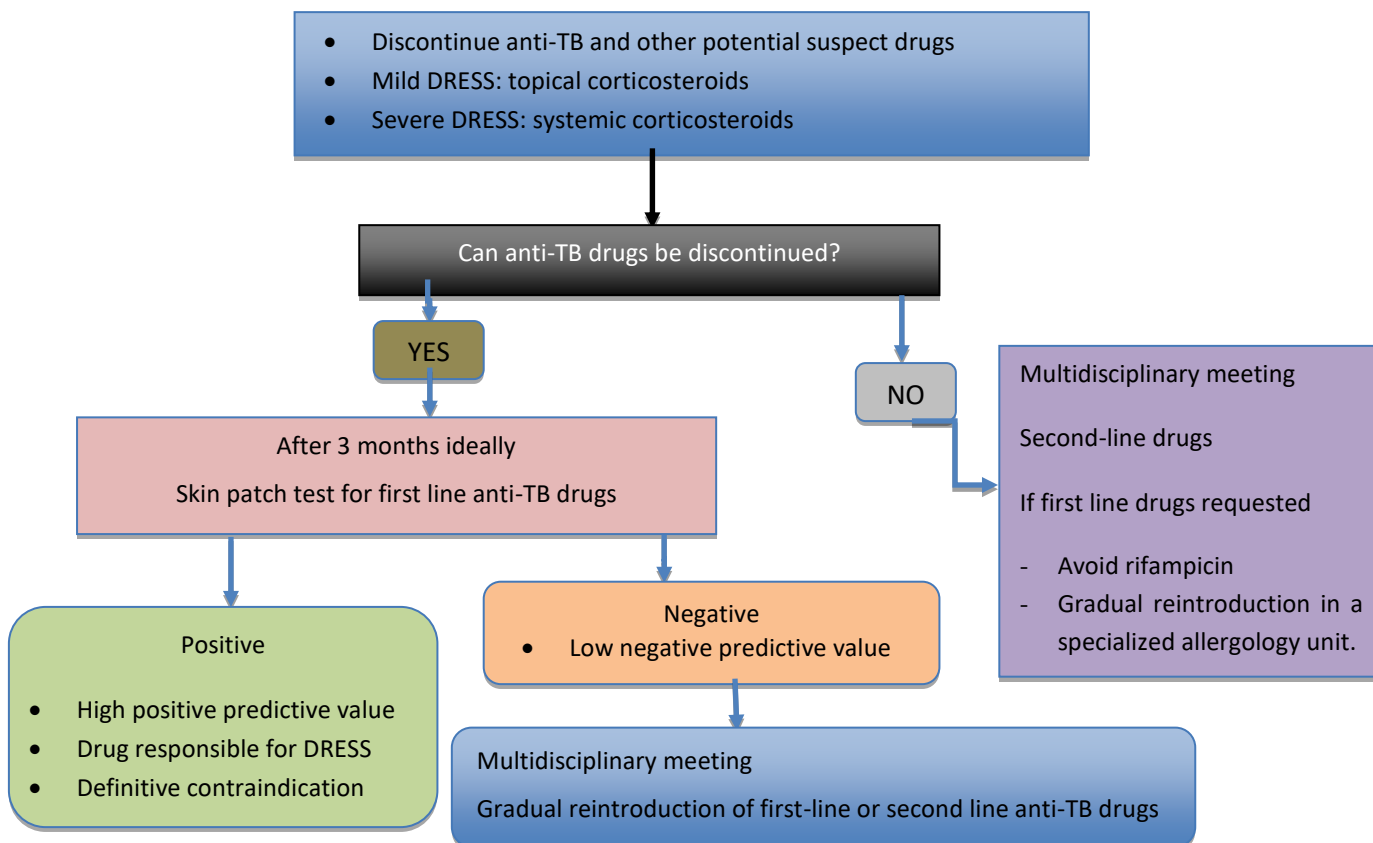 • Discontinue anti-TB and other potential suspect drugs
• Mild DRESS: topical corticosteroids
• Severe DRESS: systemic corticosteroids
Can anti-TB drugs be discontinued?
YES
NO
After 3 months ideally
Skin patch test for first line anti-TB drugs
Multidisciplinary meeting
Second-line drugs
If first line drugs requested
- Avoid rifampicin
- Gradual reintroduction in a
specialized allergology unit.
Positive
• High positive predictive value
• Drug responsible for DRESS
• Definitive contraindication
Negative
• Low negative predictive value
Multidisciplinary meeting
Gradual reintroduction of first-line or second line anti-TB drugs